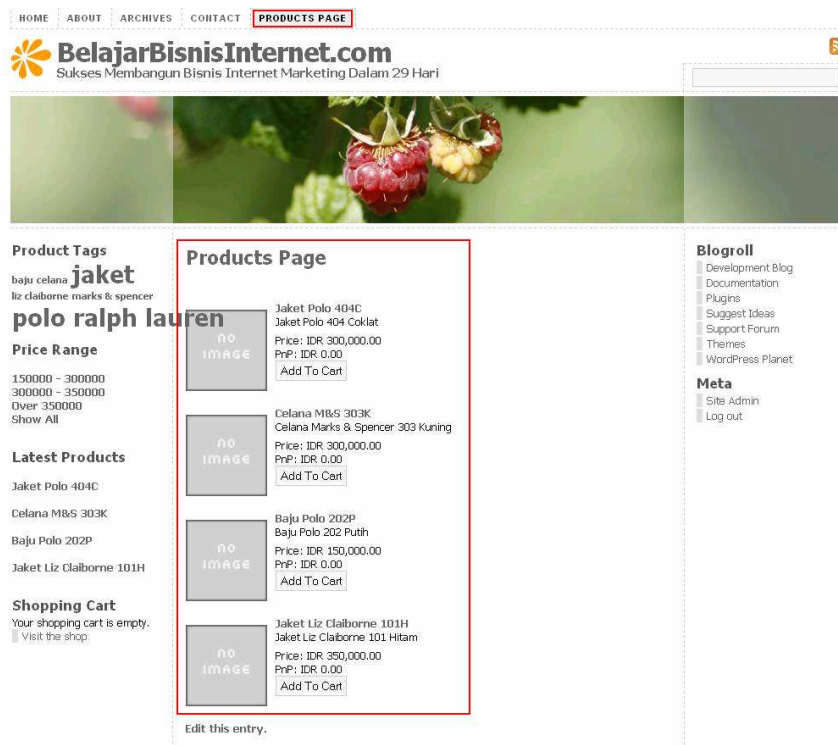 HOME ABOUT ARCHIVES CONTACT PRODUCTS PAGE
BelajarBisnisInternet.com
Sukses Membangun Bisnis Internet Marketing Dalam 29 Hari
Product Tags
baju celana jaket
liz claiborne marks & spencer
polo ralph lauren
Price Range
150000 - 300000
300000 - 350000
Over 350000
Show All
Latest Products
Jaket Polo 404C
Celana M&S 303K
Baju Polo 202P
Jaket Liz Claiborne 101H
Shopping Cart
Your shopping cart is empty.
Visit the shop
Products Page
NO
IMAGE
Jaket Polo 404C
Jaket Polo 404 Coklat
Price: IDR 300,000.00
PnP: IDR 0.00
Add To Cart
NO
IMAGE
Celana M&S 303K
Celana Marks & Spencer 303 Kuning
Price: IDR 300,000.00
PnP: IDR 0.00
Add To Cart
NO
IMAGE
Baju Polo 202P
Baju Polo 202 Putih
Price: IDR 150,000.00
PnP: IDR 0.00
Add To Cart
NO
IMAGE
Jaket Liz Claiborne 101H
Jaket Liz Claiborne 101 Hitam
Price: IDR 350,000.00
PnP: IDR 0.00
Add To Cart
Edit this entry.
Blogroll
Development Blog
Documentation
Plugins
Suggest Ideas
Support Forum
Themes
WordPress Planet
Meta
Site Admin
Log out